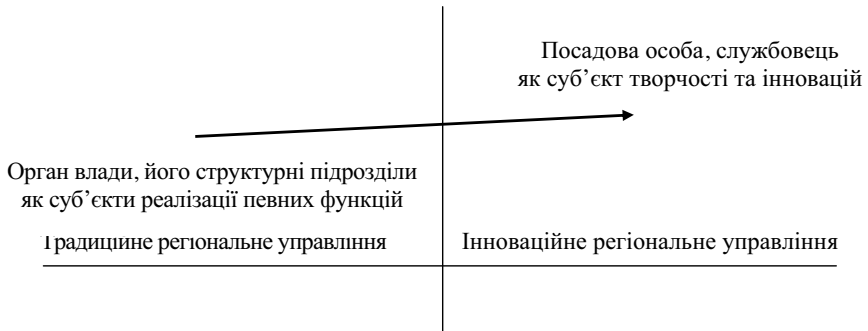 Посадова особа, службовець
як суб’єкт творчості та інновацій
Орган влади, його структурні підрозділи
як суб’єкти реалізації певних функцій
Традиційне регіональне управління
Інноваційне регіональне управління